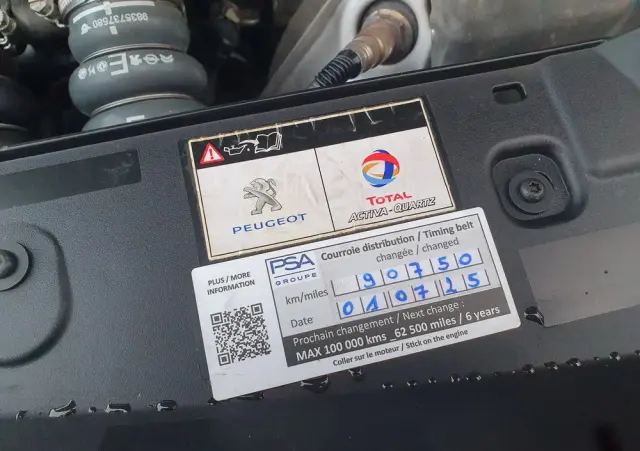 9835737580
PEUGEOT
TOTAL
ACTIVA-QUARTZ
PLUS / MORE
INFORMATION
PSA
GROUPE
Courroie distribution / Timing belt
changée / changed
km/miles 90750
Date 010725
Prochain changement / Next change :
MAX 100 000 kms _ 62 500 miles / 6 years
Coller sur le moteur / Stick on the engine